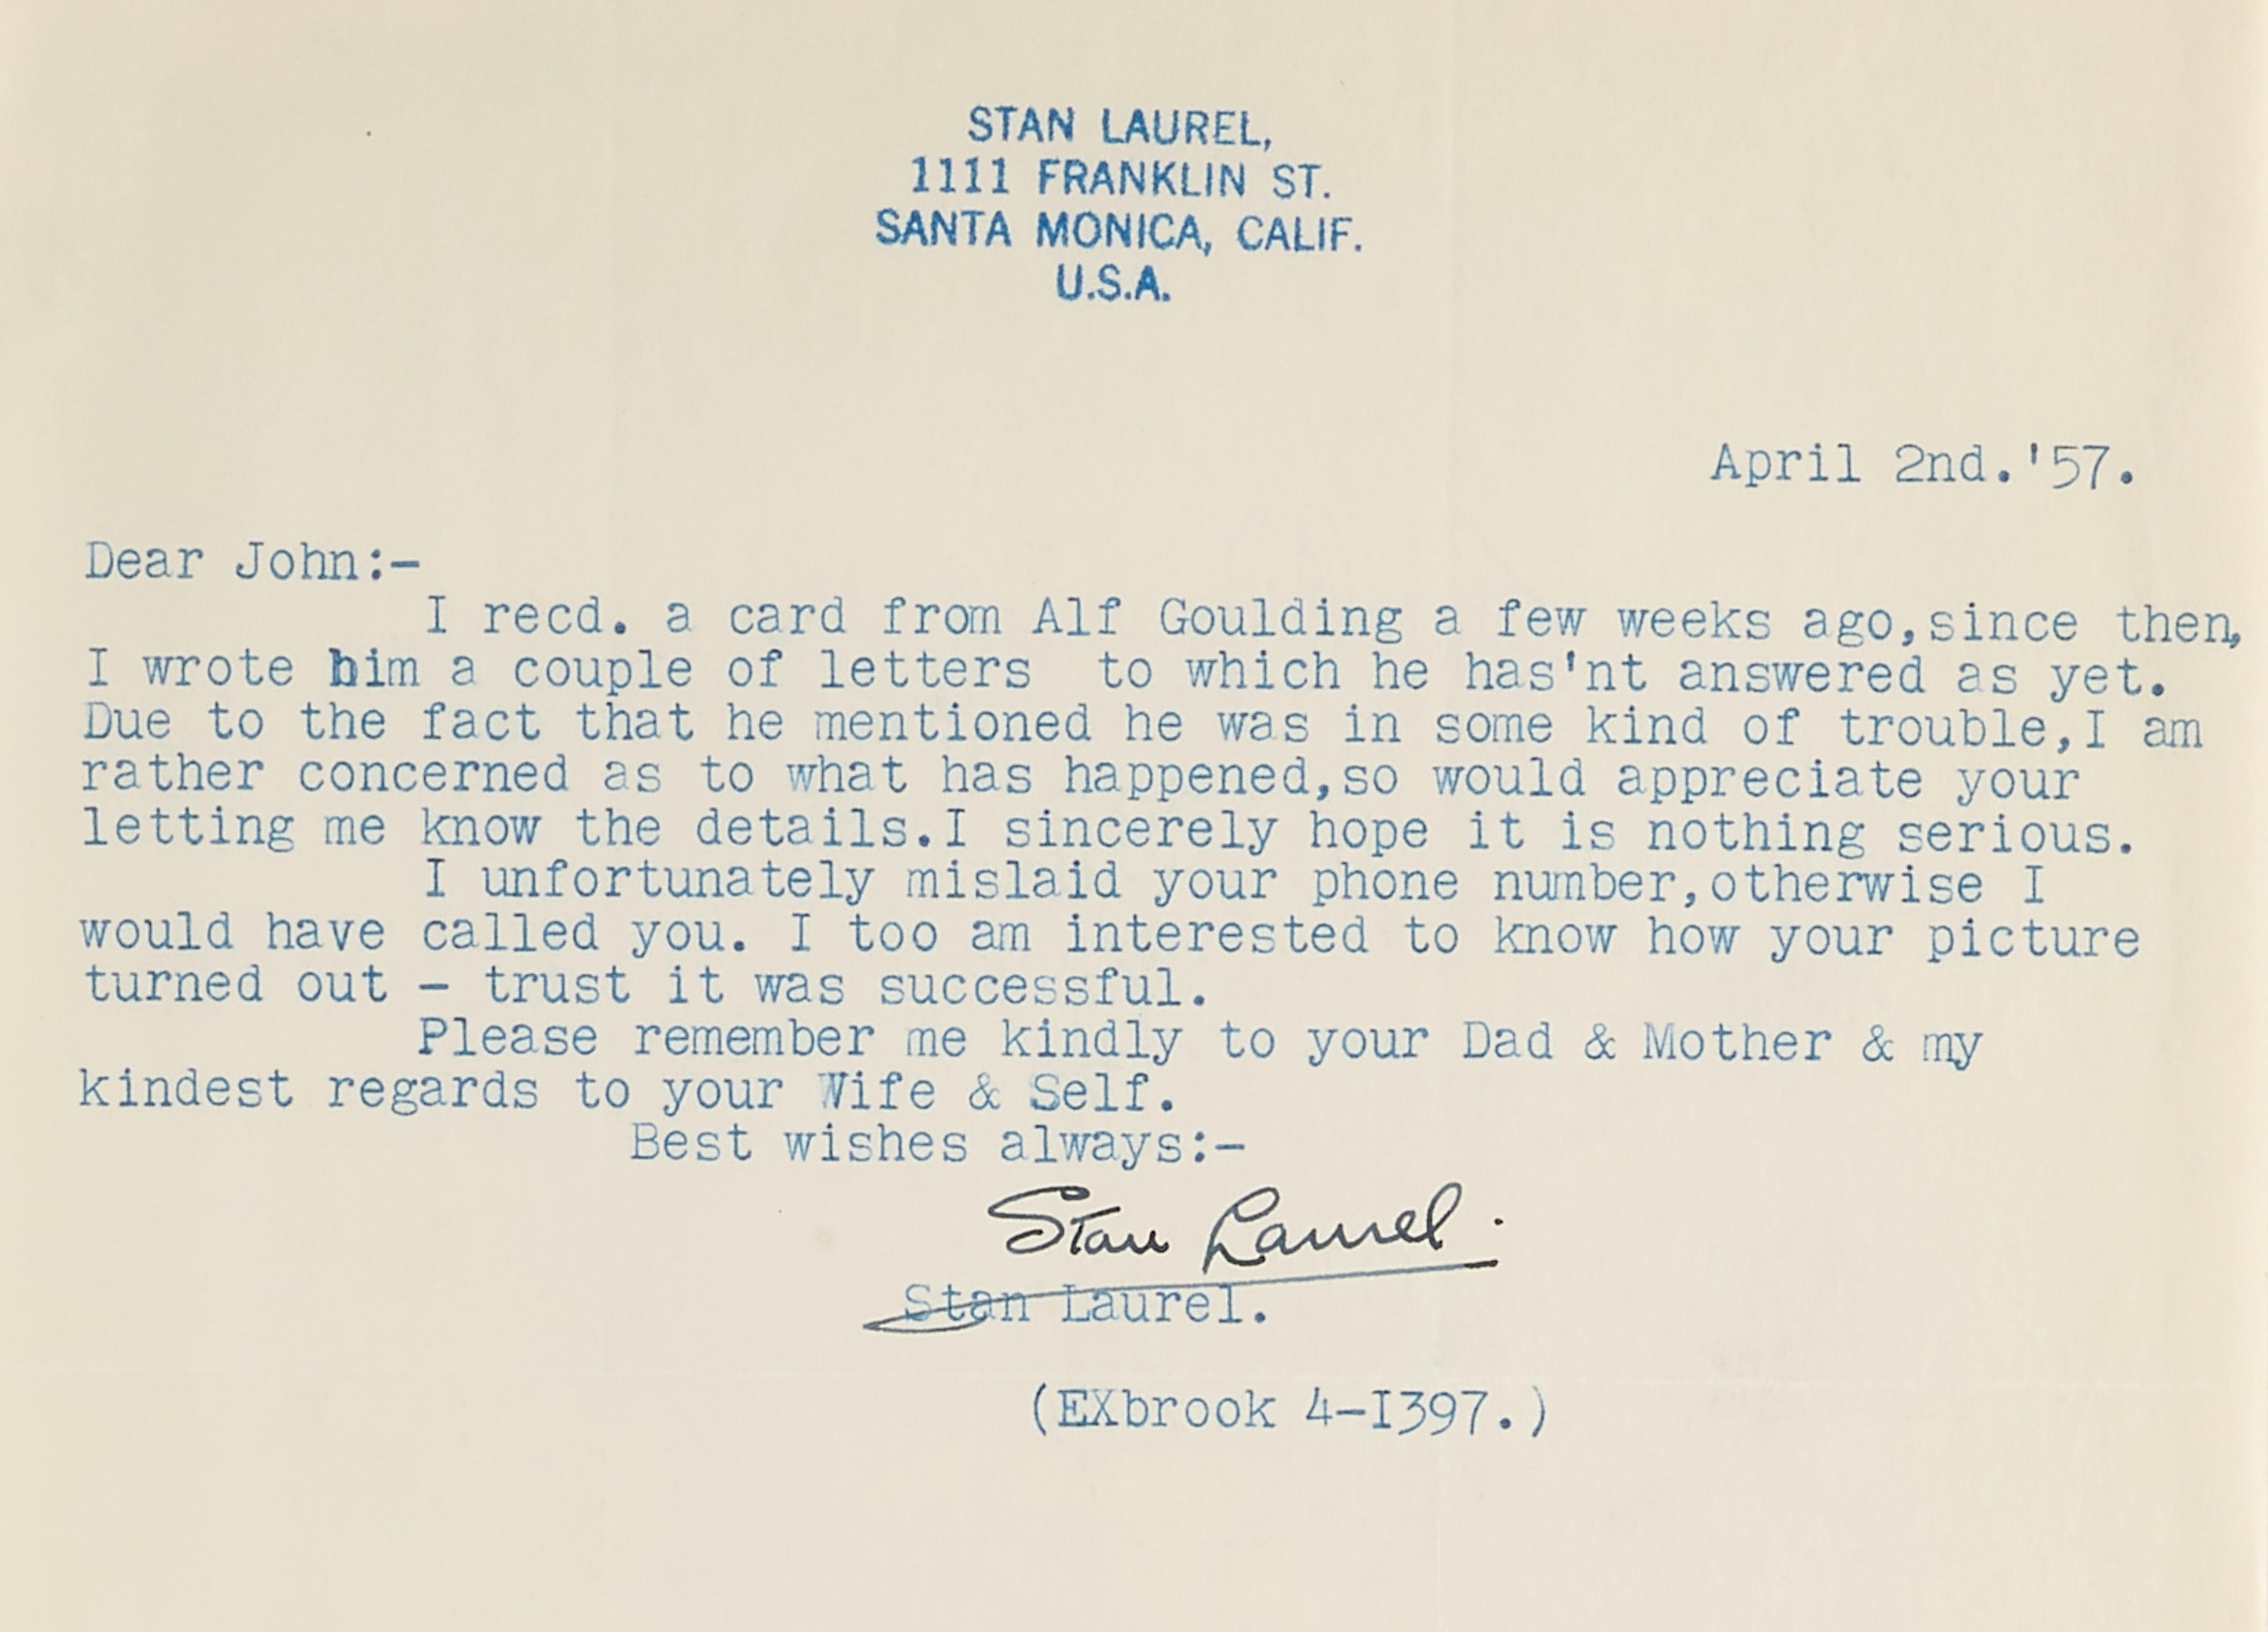 STAN LAUREL,
1111 FRANKLIN ST.
SANTA MONICA, CALIF.
U.S.A.
April 2nd.'57.
Dear John:-
I recd. a card from Alf Goulding a few weeks ago,since then,
I wrote him a couple of letters  to which he has'nt answered as yet.
Due to the fact that he mentioned he was in some kind of trouble,I am
rather concerned as to what has happened,so would appreciate your
letting me know the details.I sincerely hope it is nothing serious.
I unfortunately mislaid your phone number,otherwise I
would have called you. I too am interested to know how your picture
turned out - trust it was successful.
Please remember me kindly to your Dad & Mother & my
kindest regards to your Wife & Self.
Best wishes always:-
Stan Laurel.
Stan Laurel.
(EXbrook 4-I397.)